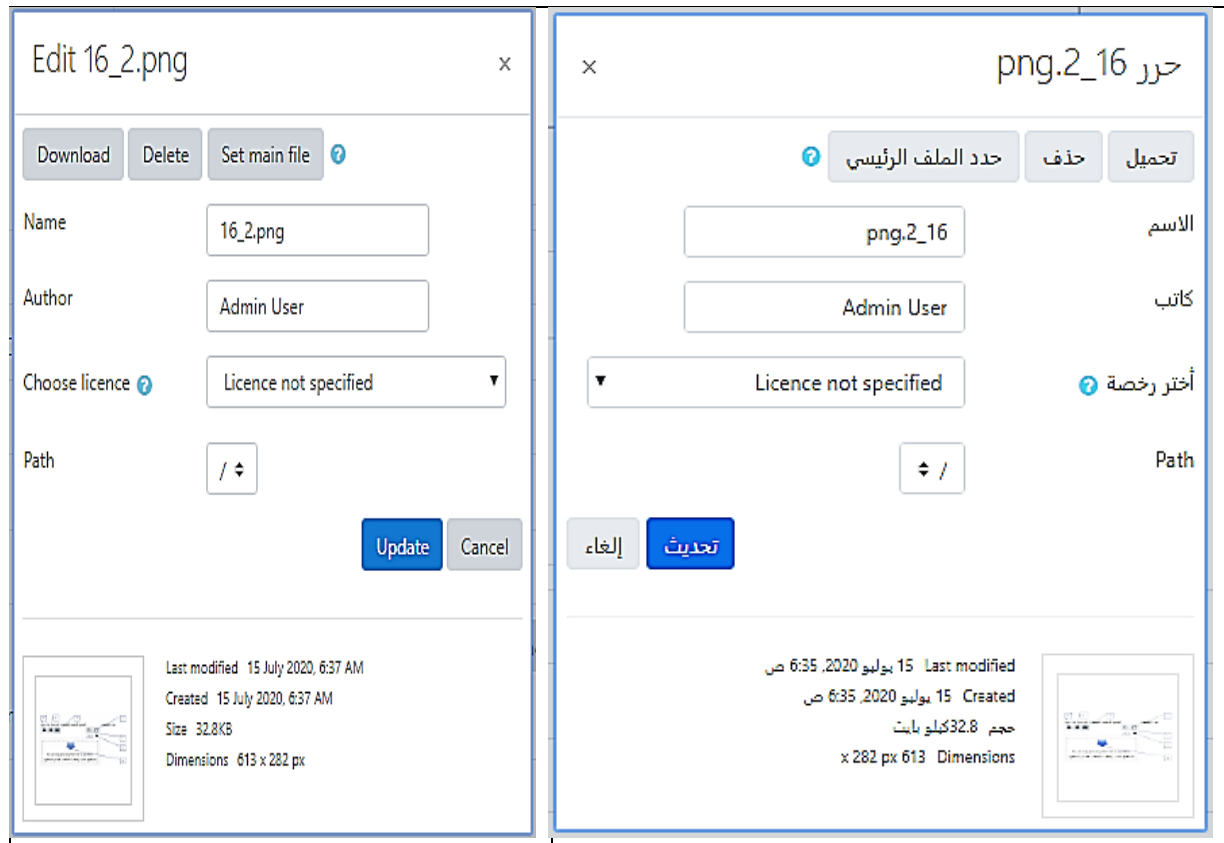 Edit 16_2.png x
Download Delete Set main file ?
Name 16_2.png
Author Admin User
Choose licence ? Licence not specified
Path /
Update Cancel
Last modified 15 July 2020, 6:37 AM
Created 15 July 2020, 6:37 AM
Size 32.8KB
Dimensions 613 x 282 px
حرر png.2_16 ×
تحميل حذف حدد الملف الرئيسي ?
الاسم png.2_16
كاتب Admin User
أختر رخصة ? Licence not specified
Path /
تحديث إلغاء
Last modified 15 يوليو 2020, 6:35 ص
Created 15 يوليو 2020, 6:35 ص
حجم 32.8كيلو بايت
Dimensions 613 x 282 px